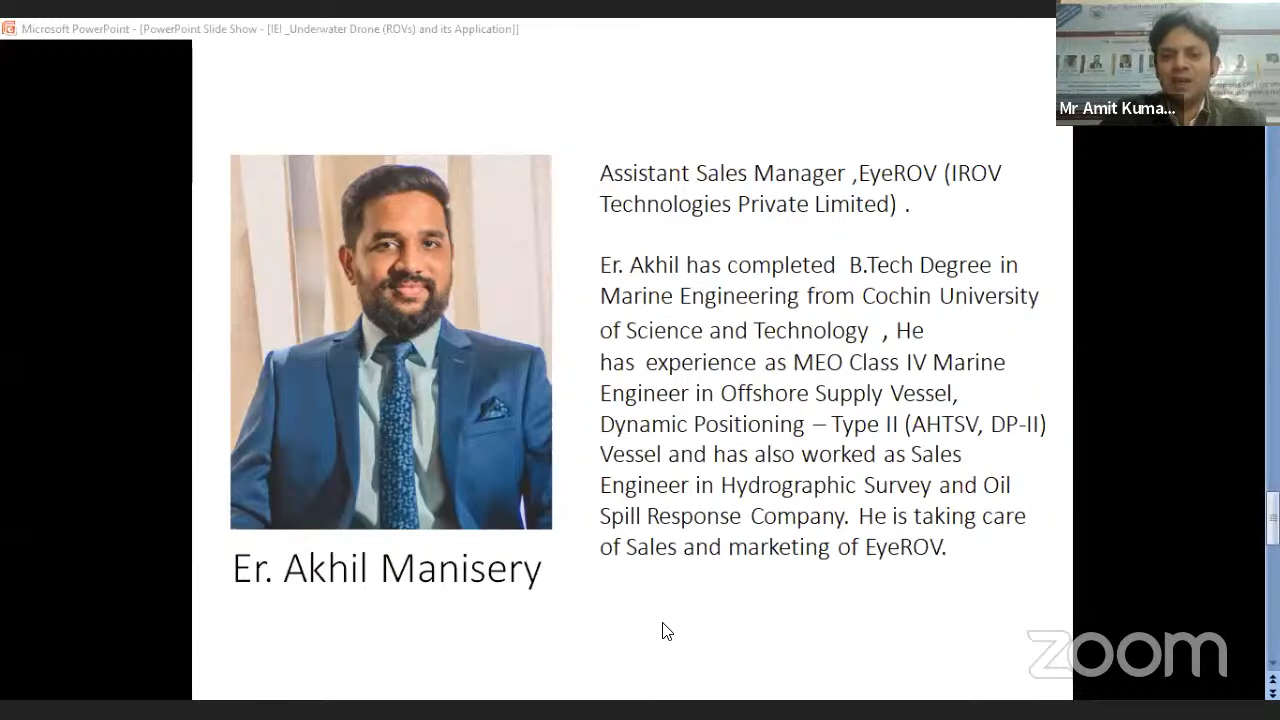 Microsoft PowerPoint - [PowerPoint Slide Show - [IEI _Underwater Drone (ROVs) and its Application]]
Mr Amit Kuma...
Assistant Sales Manager ,EyeROV (IROV
Technologies Private Limited) .
Er. Akhil has completed B.Tech Degree in
Marine Engineering from Cochin University
of Science and Technology , He
has experience as MEO Class IV Marine
Engineer in Offshore Supply Vessel,
Dynamic Positioning – Type II (AHTSV, DP-II)
Vessel and has also worked as Sales
Engineer in Hydrographic Survey and Oil
Spill Response Company. He is taking care
of Sales and marketing of EyeROV.
Er. Akhil Manisery
zoom